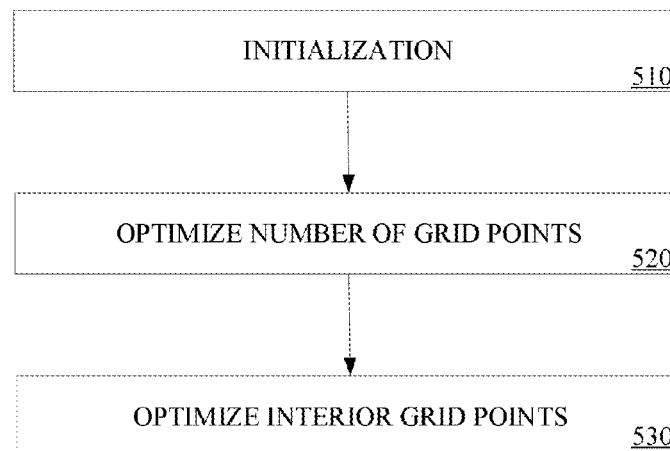 INITIALIZATION
510
OPTIMIZE NUMBER OF GRID POINTS
520
OPTIMIZE INTERIOR GRID POINTS
530